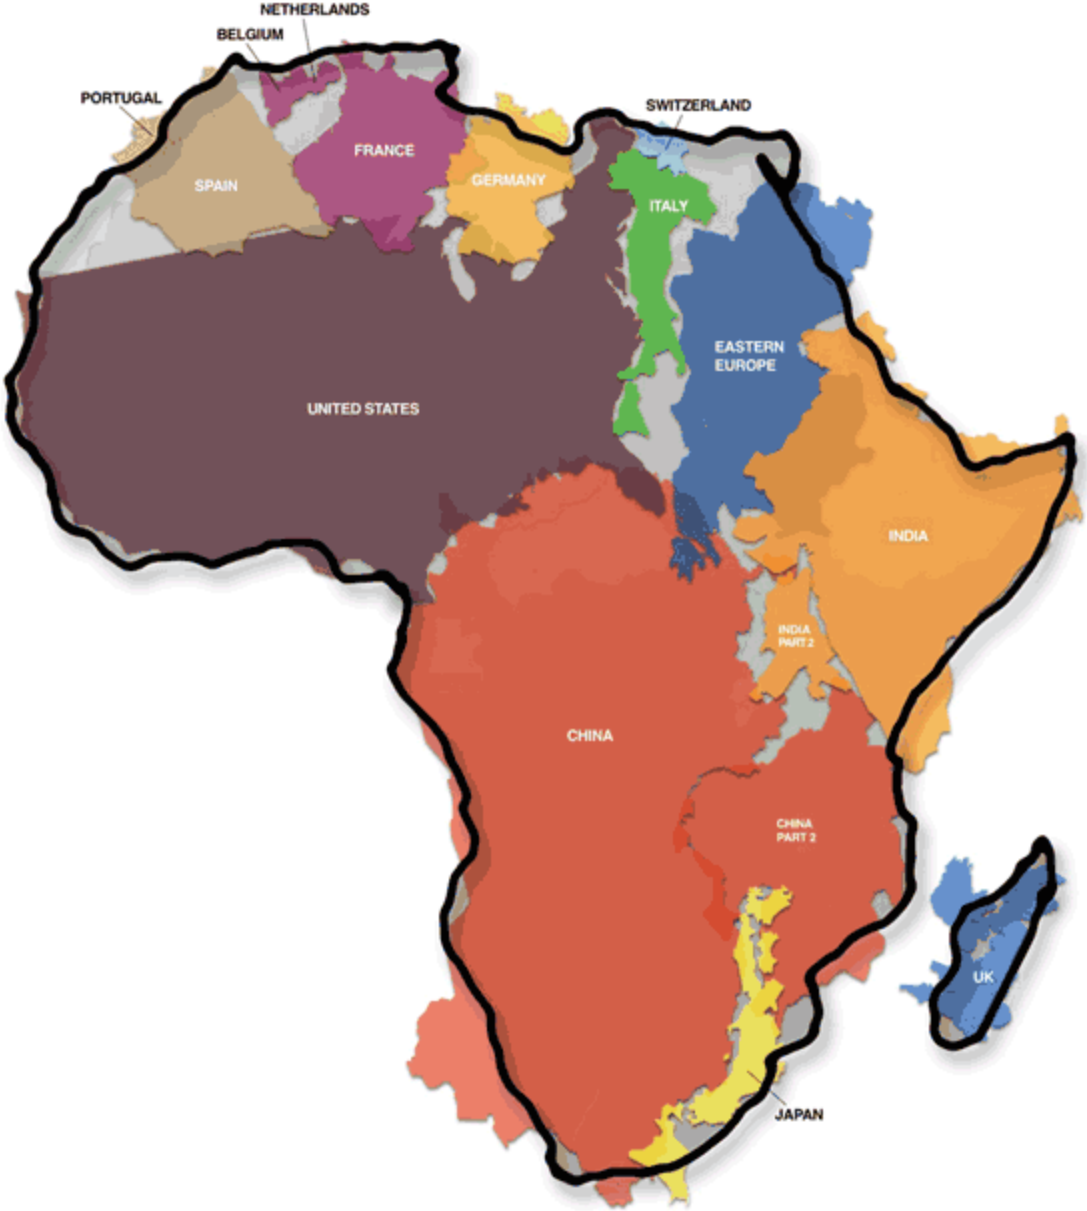 NETHERLANDS
BELGIUM
PORTUGAL
SWITZERLAND
FRANCE
GERMANY
SPAIN
ITALY
EASTERN
EUROPE
UNITED STATES
INDIA
INDIA
PART 2
CHINA
CHINA
PART 2
UK
JAPAN